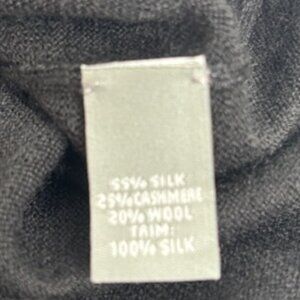 55% SILK
25% CASHMERE
20% WOOL
TRIM:
100% SILK